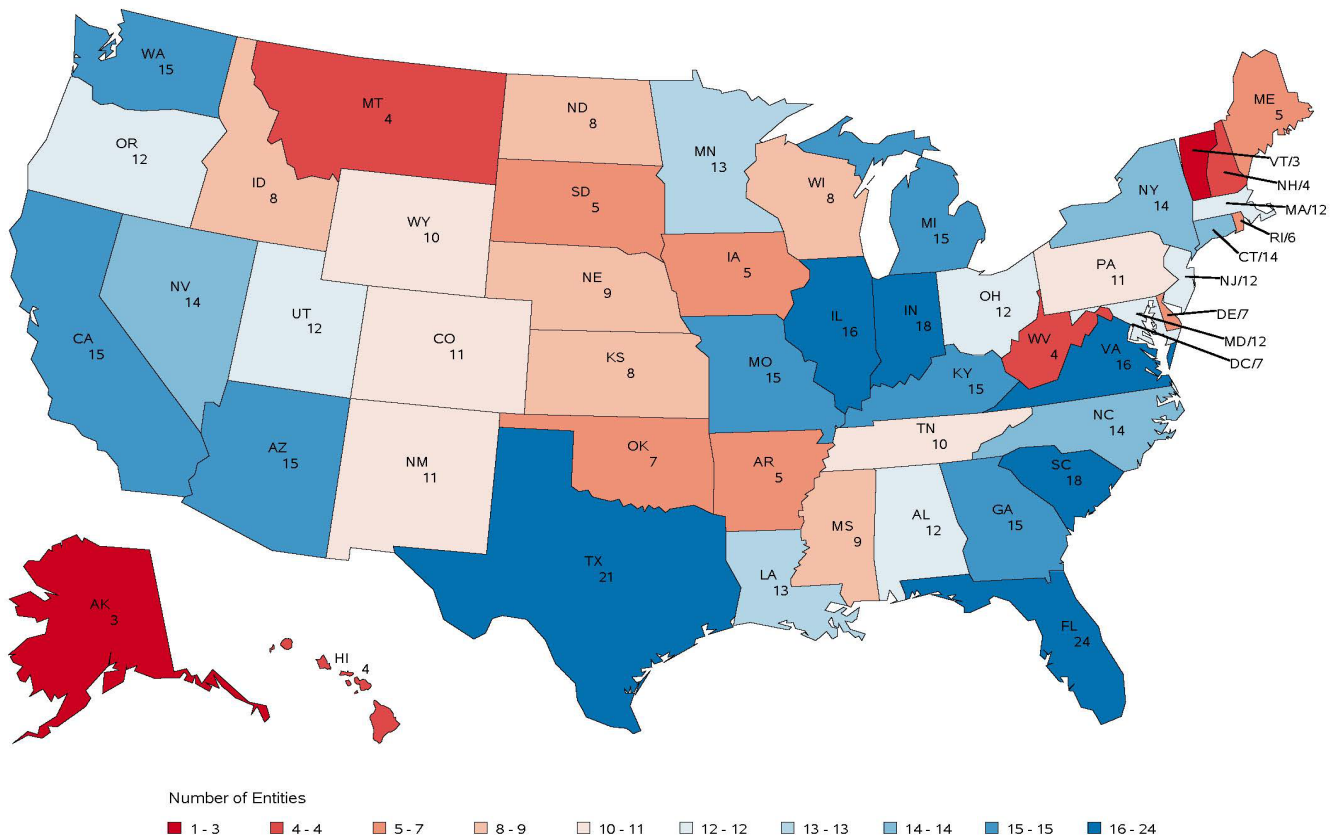 WA
15
MT
4
ND
8
MN
13
ME
5
OR
12
ID
8
SD
5
WI
8
MI
15
NY
14
VT/3
NH/4
MA/12
RI/6
CT/14
WY
10
IA
5
NE
9
PA
11
NJ/12
NV
14
UT
12
CO
11
IL
16
IN
18
OH
12
DE/7
MD/12
DC/7
CA
15
KS
8
MO
15
WV
4
VA
16
KY
15
AZ
15
NM
11
OK
7
AR
5
TN
10
NC
14
SC
18
MS
9
AL
12
GA
15
TX
21
LA
13
FL
24
AK
3
HI
4
Number of Entities
1 - 3
4 - 4
5 - 7
8 - 9
10 - 11
12 - 12
13 - 13
14 - 14
15 - 15
16 - 24